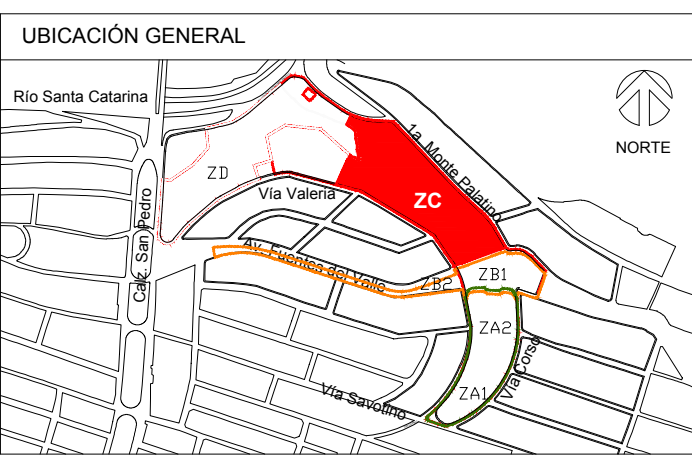 UBICACIÓN GENERAL
Río Santa Catarina
NORTE
1a. Monte Palatino
ZD
Vía Valeria
ZC
Calz. San Pedro
Av. Fuentes del Valle
ZB2
ZB1
ZA2
Vía Corso
ZA1
Vía Savotino